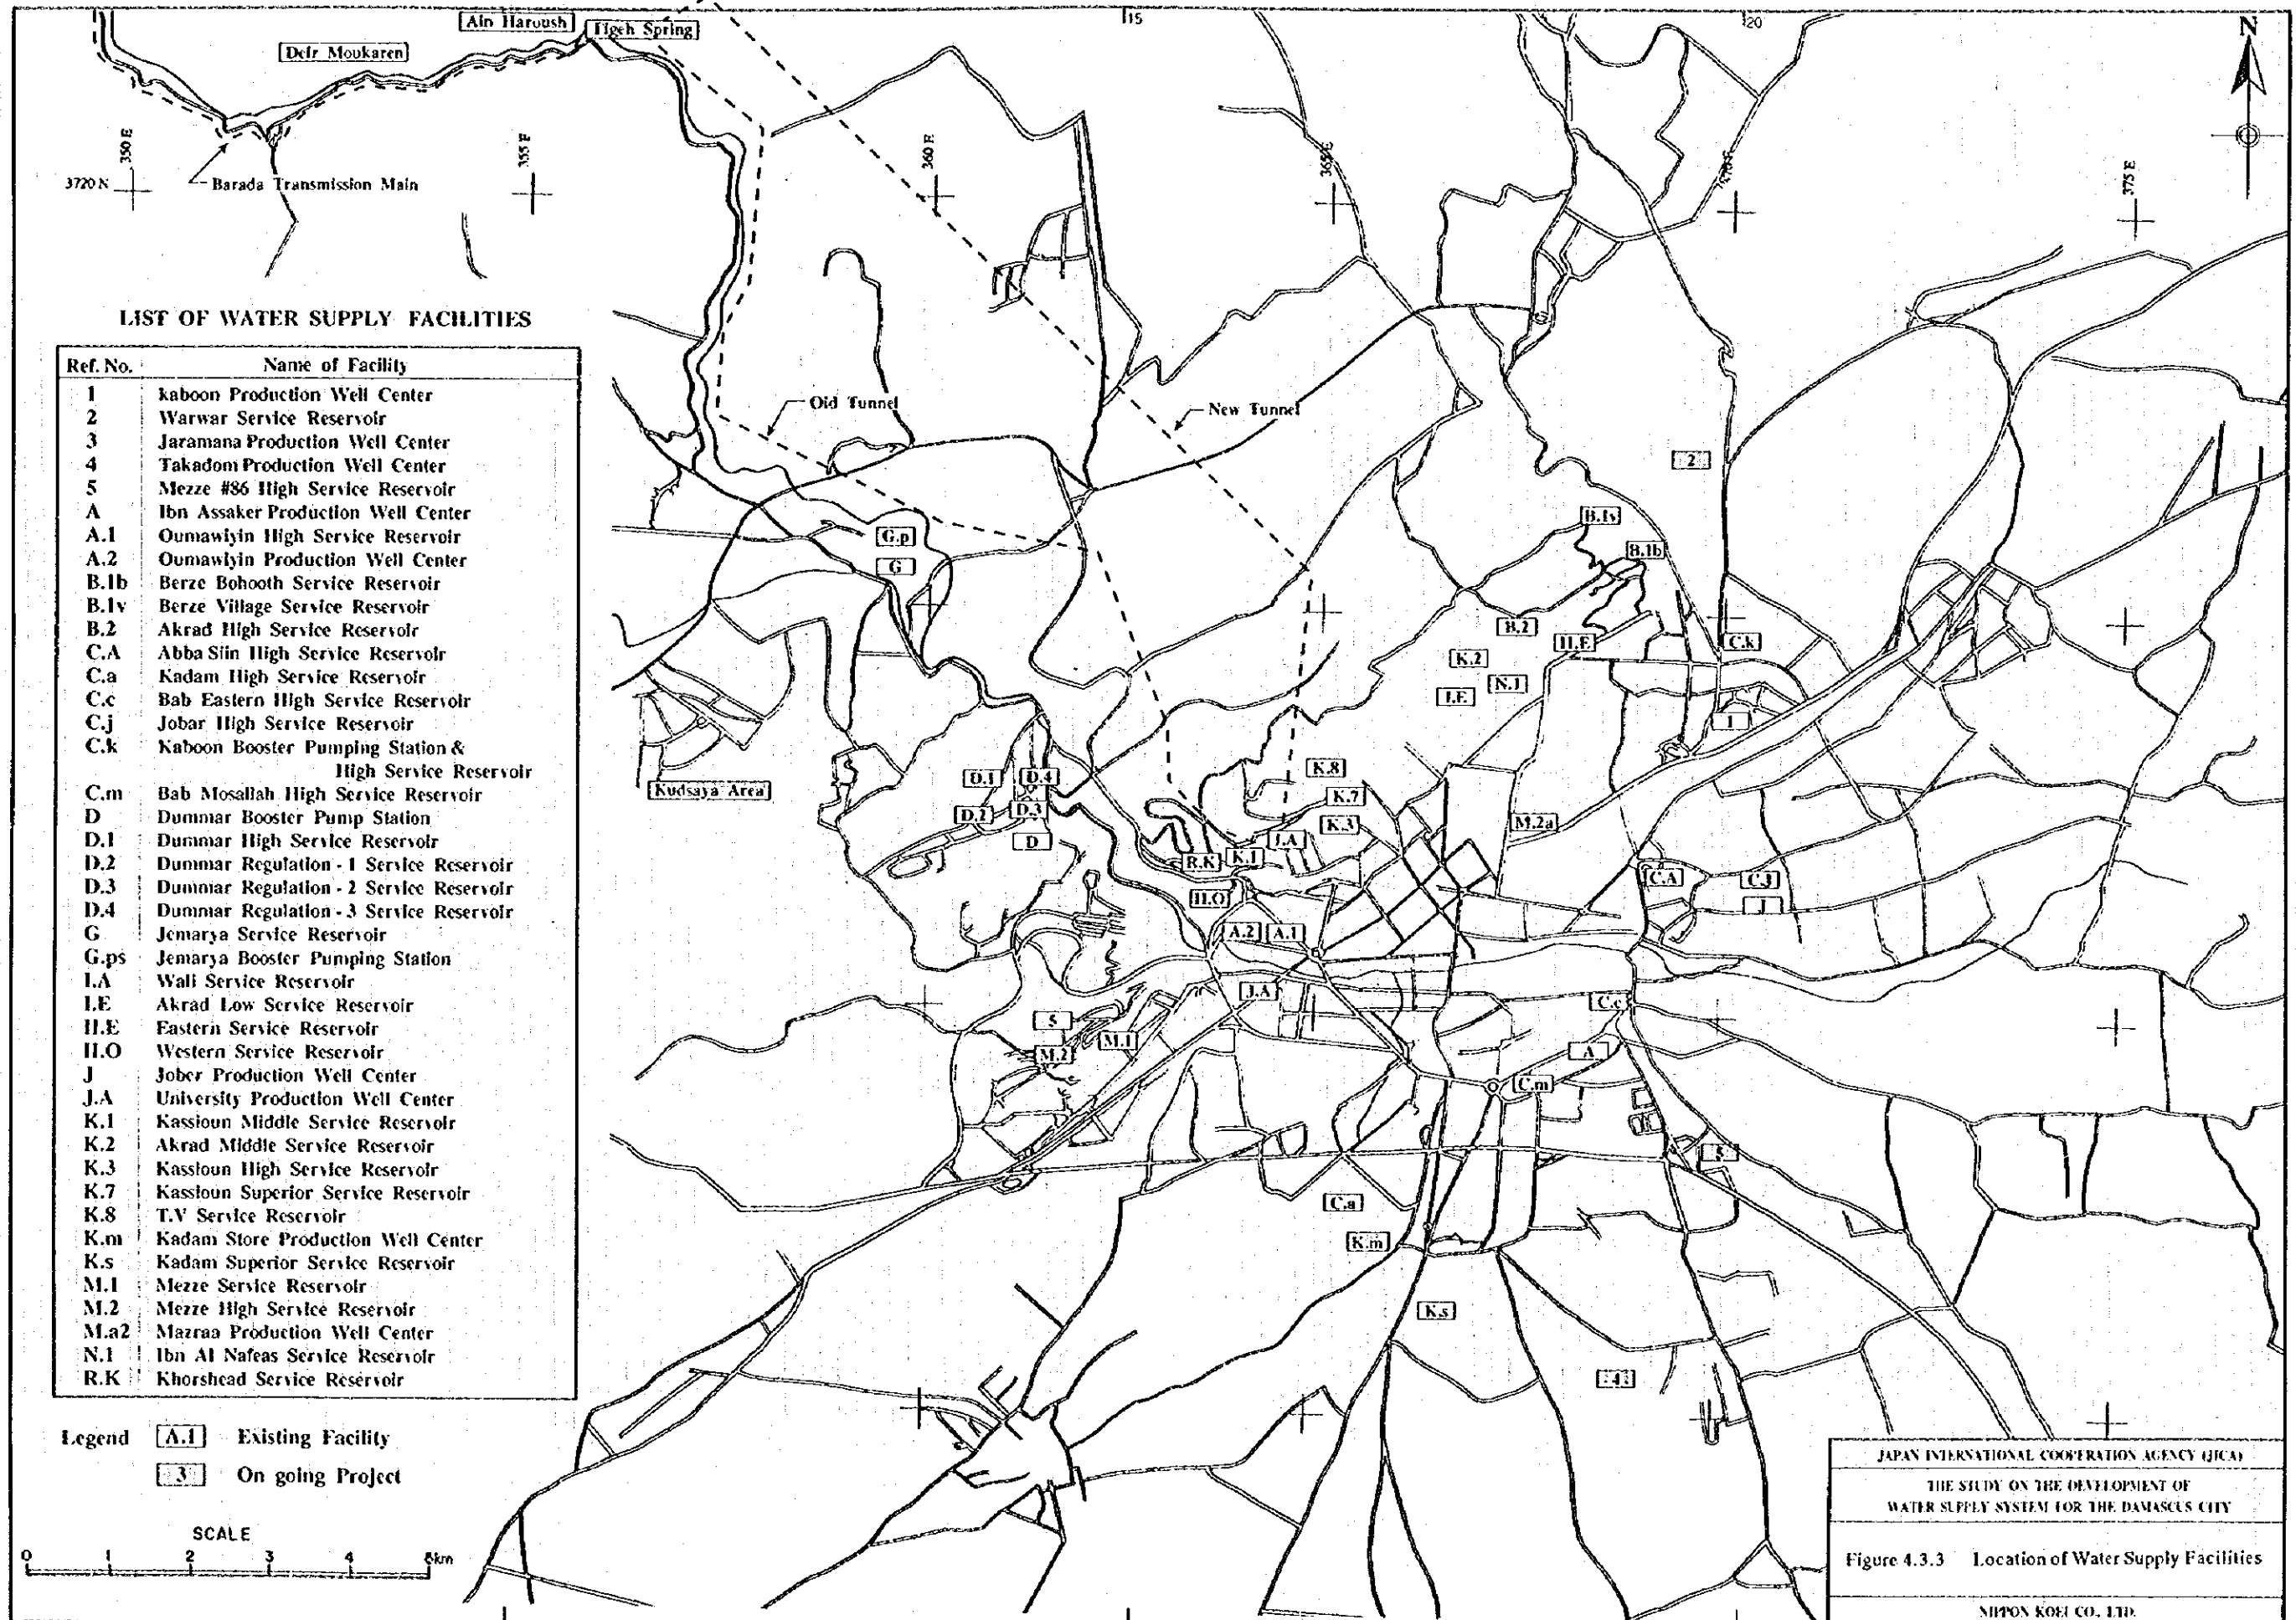 15
20
N
Ain Haroush
Figeh Spring
Deir Moukaren
350 E
355 E
360 E
365 E
375 E
3720 N
Barada Transmission Main
LIST OF WATER SUPPLY FACILITIES
Ref. No. Name of Facility
1 kaboon Production Well Center
2 Warwar Service Reservoir
3 Jaramana Production Well Center
4 Takadom Production Well Center
5 Mezze #86 High Service Reservoir
A Ibn Assaker Production Well Center
A.1 Oumawiyin High Service Reservoir
A.2 Oumawiyin Production Well Center
B.1b Berze Bohooth Service Reservoir
B.1v Berze Village Service Reservoir
B.2 Akrad High Service Reservoir
C.A Abba Siin High Service Reservoir
C.a Kadam High Service Reservoir
C.c Bab Eastern High Service Reservoir
C.j Jobar High Service Reservoir
C.k Kaboon Booster Pumping Station &
High Service Reservoir
C.m Bab Mosallah High Service Reservoir
D Dummar Booster Pump Station
D.1 Dummar High Service Reservoir
D.2 Dummar Regulation - 1 Service Reservoir
D.3 Dummar Regulation - 2 Service Reservoir
D.4 Dummar Regulation - 3 Service Reservoir
G Jemarya Service Reservoir
G.ps Jemarya Booster Pumping Station
I.A Wali Service Reservoir
I.E Akrad Low Service Reservoir
II.E Eastern Service Reservoir
II.O Western Service Reservoir
J Jober Production Well Center
J.A University Production Well Center
K.1 Kassioun Middle Service Reservoir
K.2 Akrad Middle Service Reservoir
K.3 Kassioun High Service Reservoir
K.7 Kassioun Superior Service Reservoir
K.8 T.V Service Reservoir
K.m Kadam Store Production Well Center
K.s Kadam Superior Service Reservoir
M.1 Mezze Service Reservoir
M.2 Mezze High Service Reservoir
M.a2 Mazraa Production Well Center
N.1 Ibn Al Nafeas Service Reservoir
R.K Khorshead Service Reservoir
Old Tunnel
New Tunnel
2
B.1v
G.p
B.1b
G
B.2
II.E
C.k
K.2
N.1
I.E
1
Kudsaya Area
D.1
D.4
K.8
K.7
D.2
D.3
K.3
M.2a
D
I.A
R.K
K.1
C.A
C.J
II.O
J
A.2
A.1
J.A
C.c
5
M.2
M.1
A
C.m
C.a
K.m
K.s
4
Legend
A.1 Existing Facility
3 On going Project
SCALE
0 1 2 3 4 5km
JAPAN INTERNATIONAL COOPERATION AGENCY (JICA)
THE STUDY ON THE DEVELOPMENT OF
WATER SUPPLY SYSTEM FOR THE DAMASCUS CITY
Figure 4.3.3 Location of Water Supply Facilities
NIPPON KOEI CO., LTD.